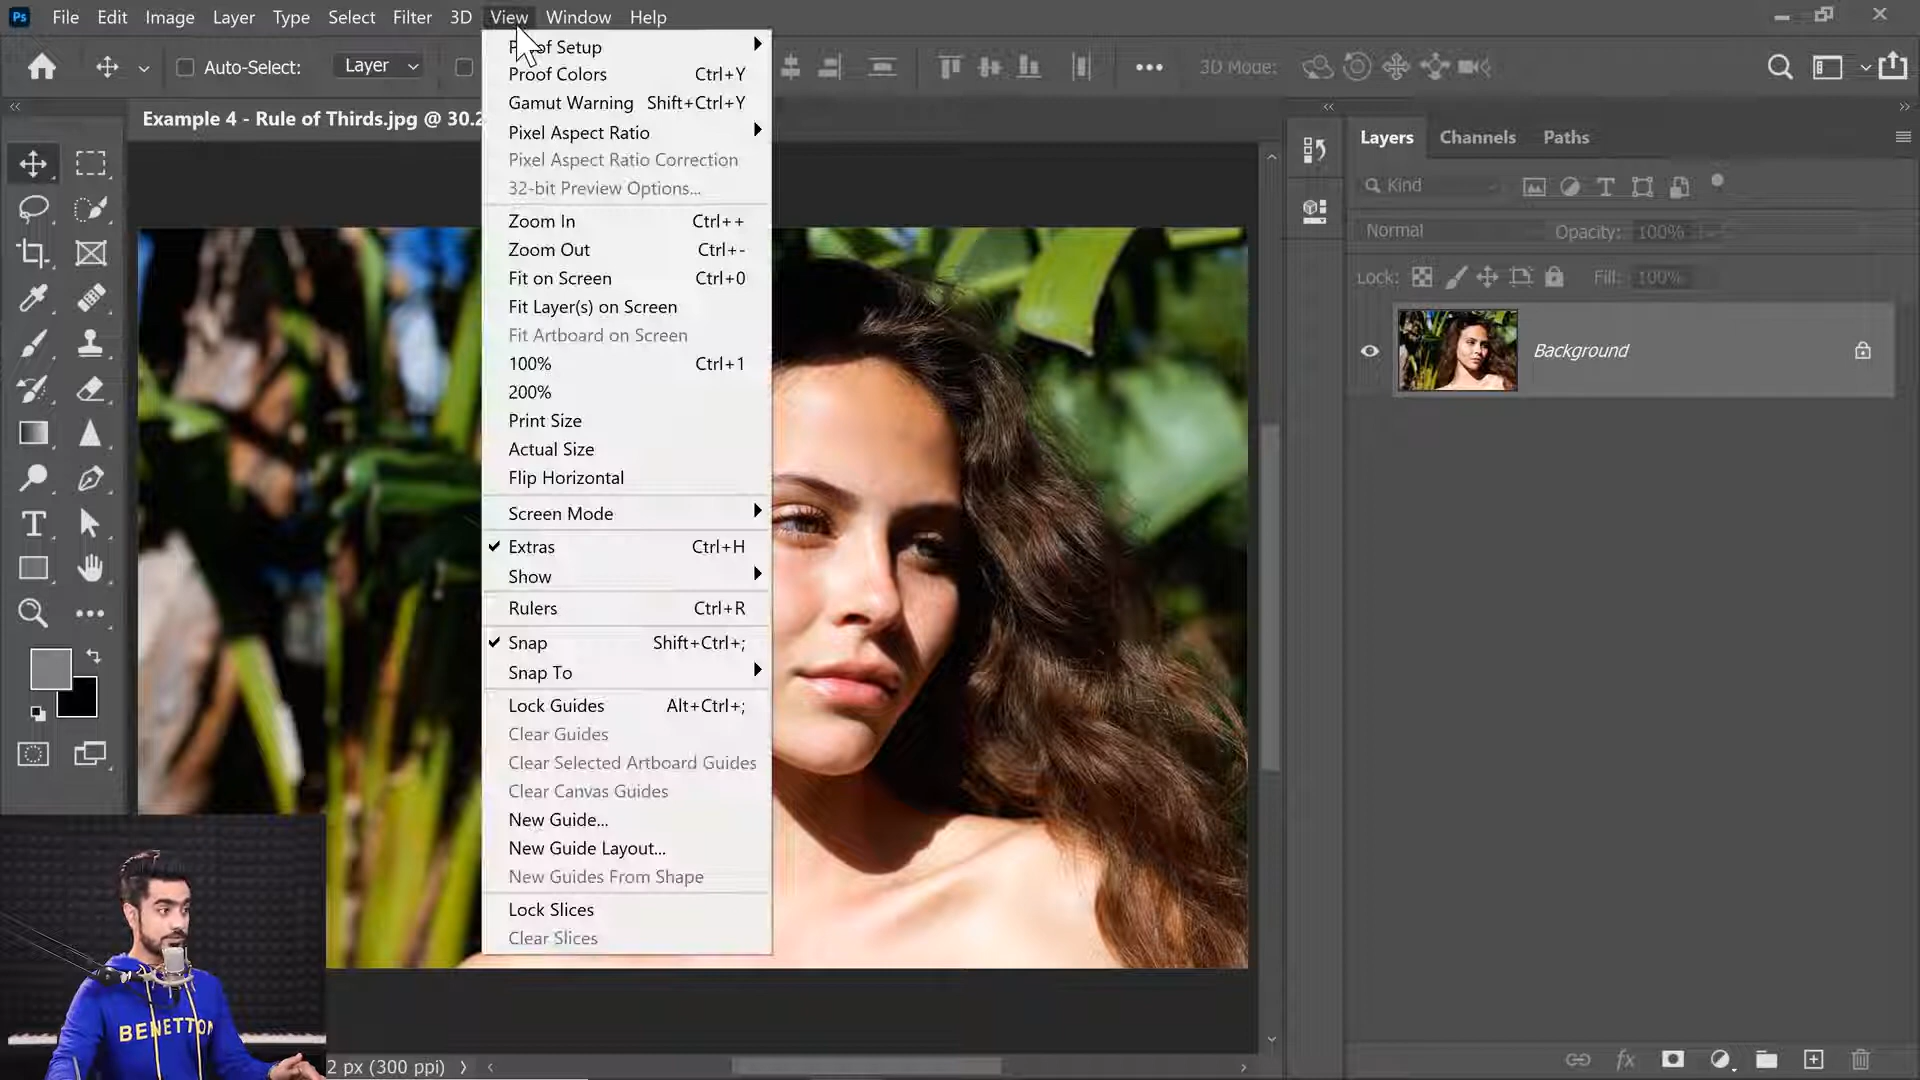 Ps File Edit Image Layer Type Select Filter 3D View Window Help
Auto-Select: Layer 3D Mode:
Example 4 - Rule of Thirds.jpg @ 30.2
Proof Setup
Proof Colors Ctrl+Y
Gamut Warning Shift+Ctrl+Y
Pixel Aspect Ratio
Pixel Aspect Ratio Correction
32-bit Preview Options...
Zoom In Ctrl++
Zoom Out Ctrl+-
Fit on Screen Ctrl+0
Fit Layer(s) on Screen
Fit Artboard on Screen
100% Ctrl+1
200%
Print Size
Actual Size
Flip Horizontal
Screen Mode
Extras Ctrl+H
Show
Rulers Ctrl+R
Snap Shift+Ctrl+;
Snap To
Lock Guides Alt+Ctrl+;
Clear Guides
Clear Selected Artboard Guides
Clear Canvas Guides
New Guide...
New Guide Layout...
New Guides From Shape
Lock Slices
Clear Slices
Layers Channels Paths
Kind
Normal Opacity: 100%
Lock: Fill: 100%
Background
BENETTON
2 px (300 ppi)
fx